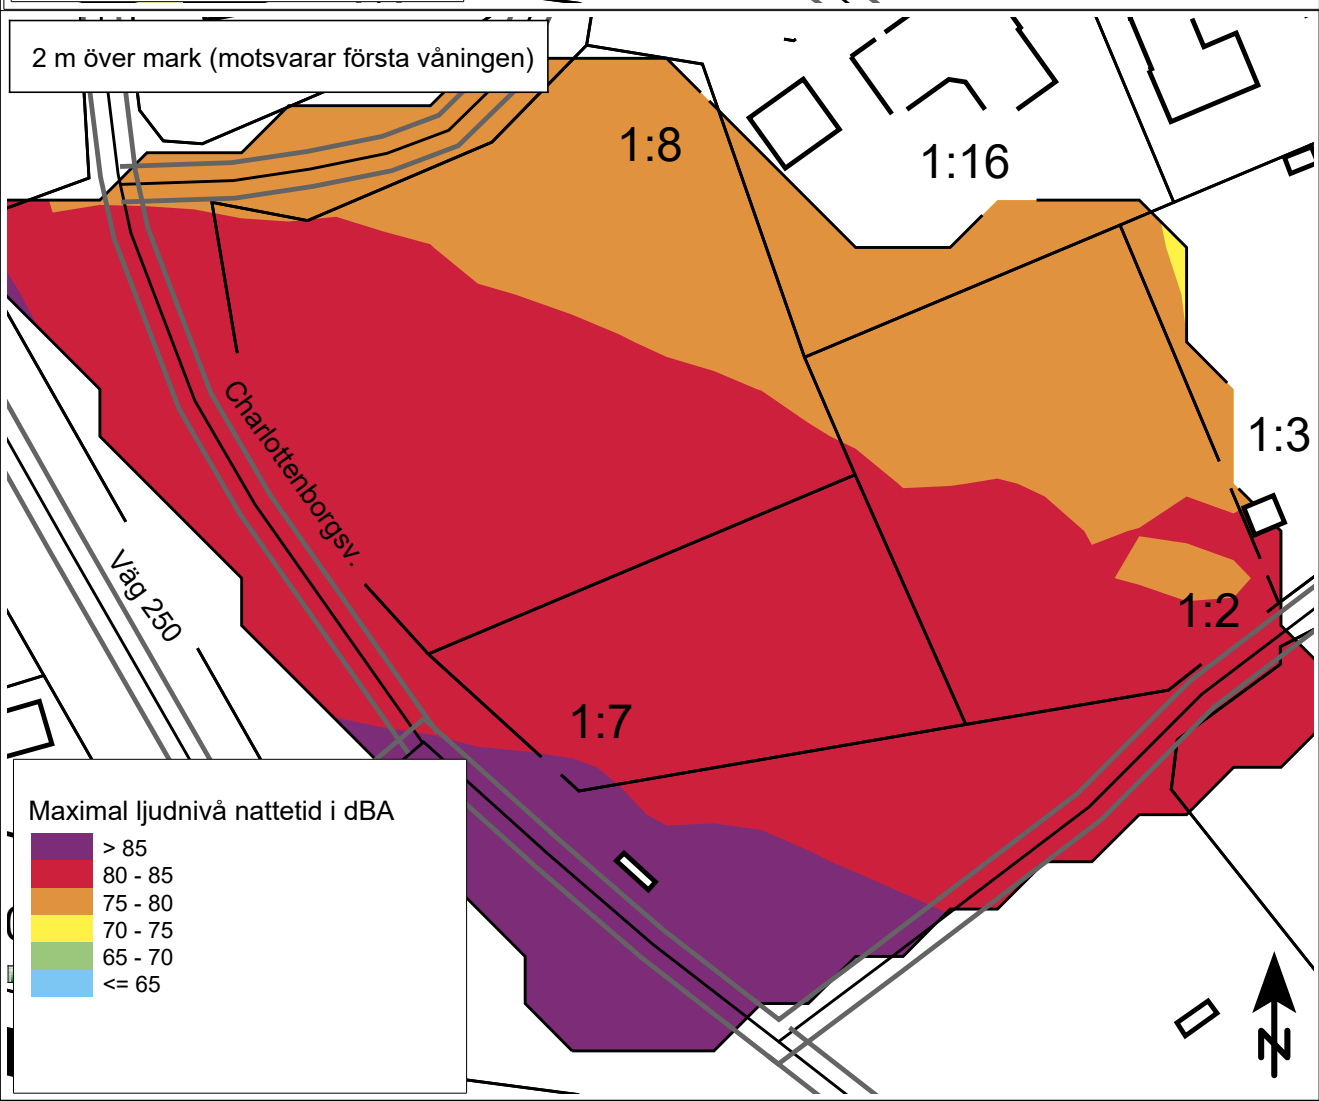 2 m över mark (motsvarar första våningen)
1:8
1:16
1:3
Charlottenborgsv.
Väg 250
1:2
1:7
Maximal ljudnivå nattetid i dBA
> 85
80 - 85
75 - 80
70 - 75
65 - 70
<= 65
N